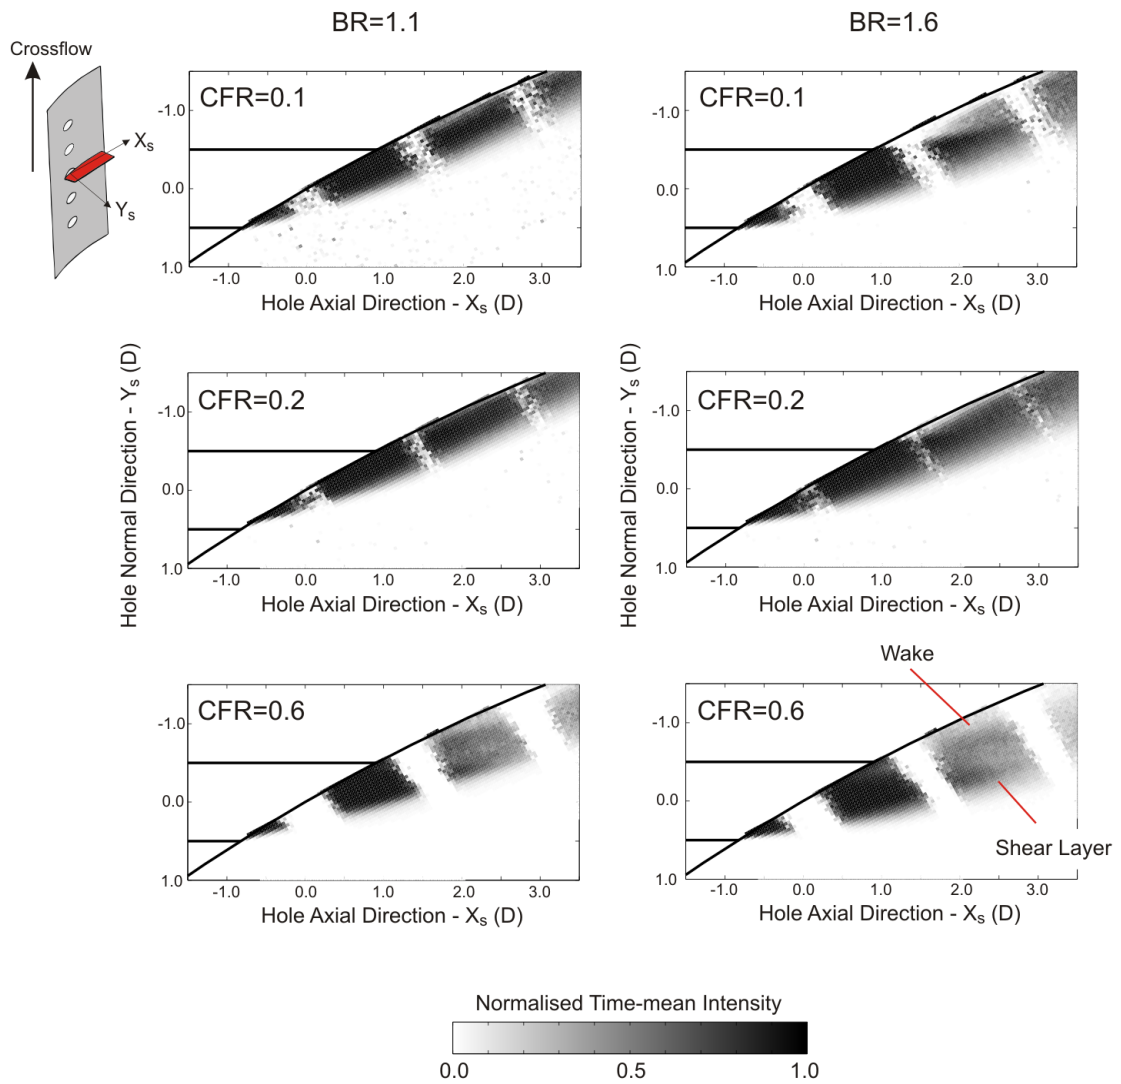 BR=1.1
BR=1.6
Crossflow
Xs
Ys
CFR=0.1
-1.0
0.0
1.0
-1.0 0.0 1.0 2.0 3.0
Hole Axial Direction - Xs (D)
CFR=0.1
-1.0
0.0
1.0
-1.0 0.0 1.0 2.0 3.0
Hole Axial Direction - Xs (D)
Hole Normal Direction - Ys (D)
CFR=0.2
-1.0
0.0
1.0
-1.0 0.0 1.0 2.0 3.0
Hole Axial Direction - Xs (D)
Hole Normal Direction - Ys (D)
CFR=0.2
-1.0
0.0
1.0
-1.0 0.0 1.0 2.0 3.0
Hole Axial Direction - Xs (D)
CFR=0.6
-1.0
0.0
1.0
-1.0 0.0 1.0 2.0 3.0
Hole Axial Direction - Xs (D)
Wake
CFR=0.6
-1.0
0.0
1.0
Shear Layer
-1.0 0.0 1.0 2.0 3.0
Hole Axial Direction - Xs (D)
Normalised Time-mean Intensity
0.0 0.5 1.0